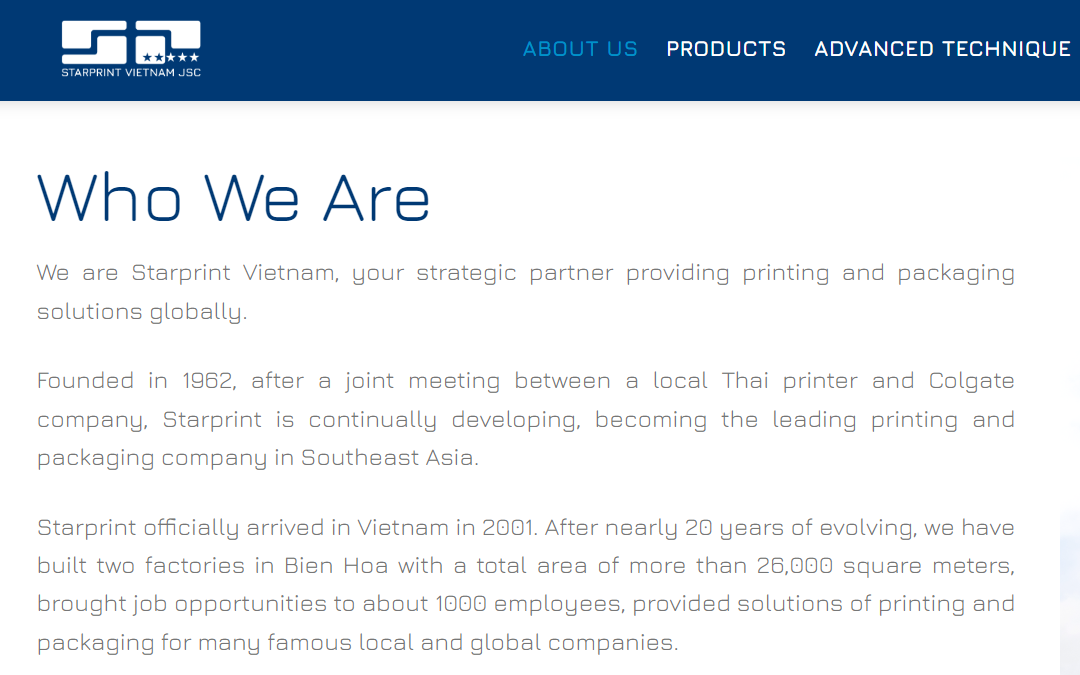 STARPRINT VIETNAM JSC
ABOUT US PRODUCTS ADVANCED TECHNIQUE
Who We Are
We are Starprint Vietnam, your strategic partner providing printing and packaging
solutions globally.
Founded in 1962, after a joint meeting between a local Thai printer and Colgate
company, Starprint is continually developing, becoming the leading printing and
packaging company in Southeast Asia.
Starprint officially arrived in Vietnam in 2001. After nearly 20 years of evolving, we have
built two factories in Bien Hoa with a total area of more than 26,000 square meters,
brought job opportunities to about 1000 employees, provided solutions of printing and
packaging for many famous local and global companies.